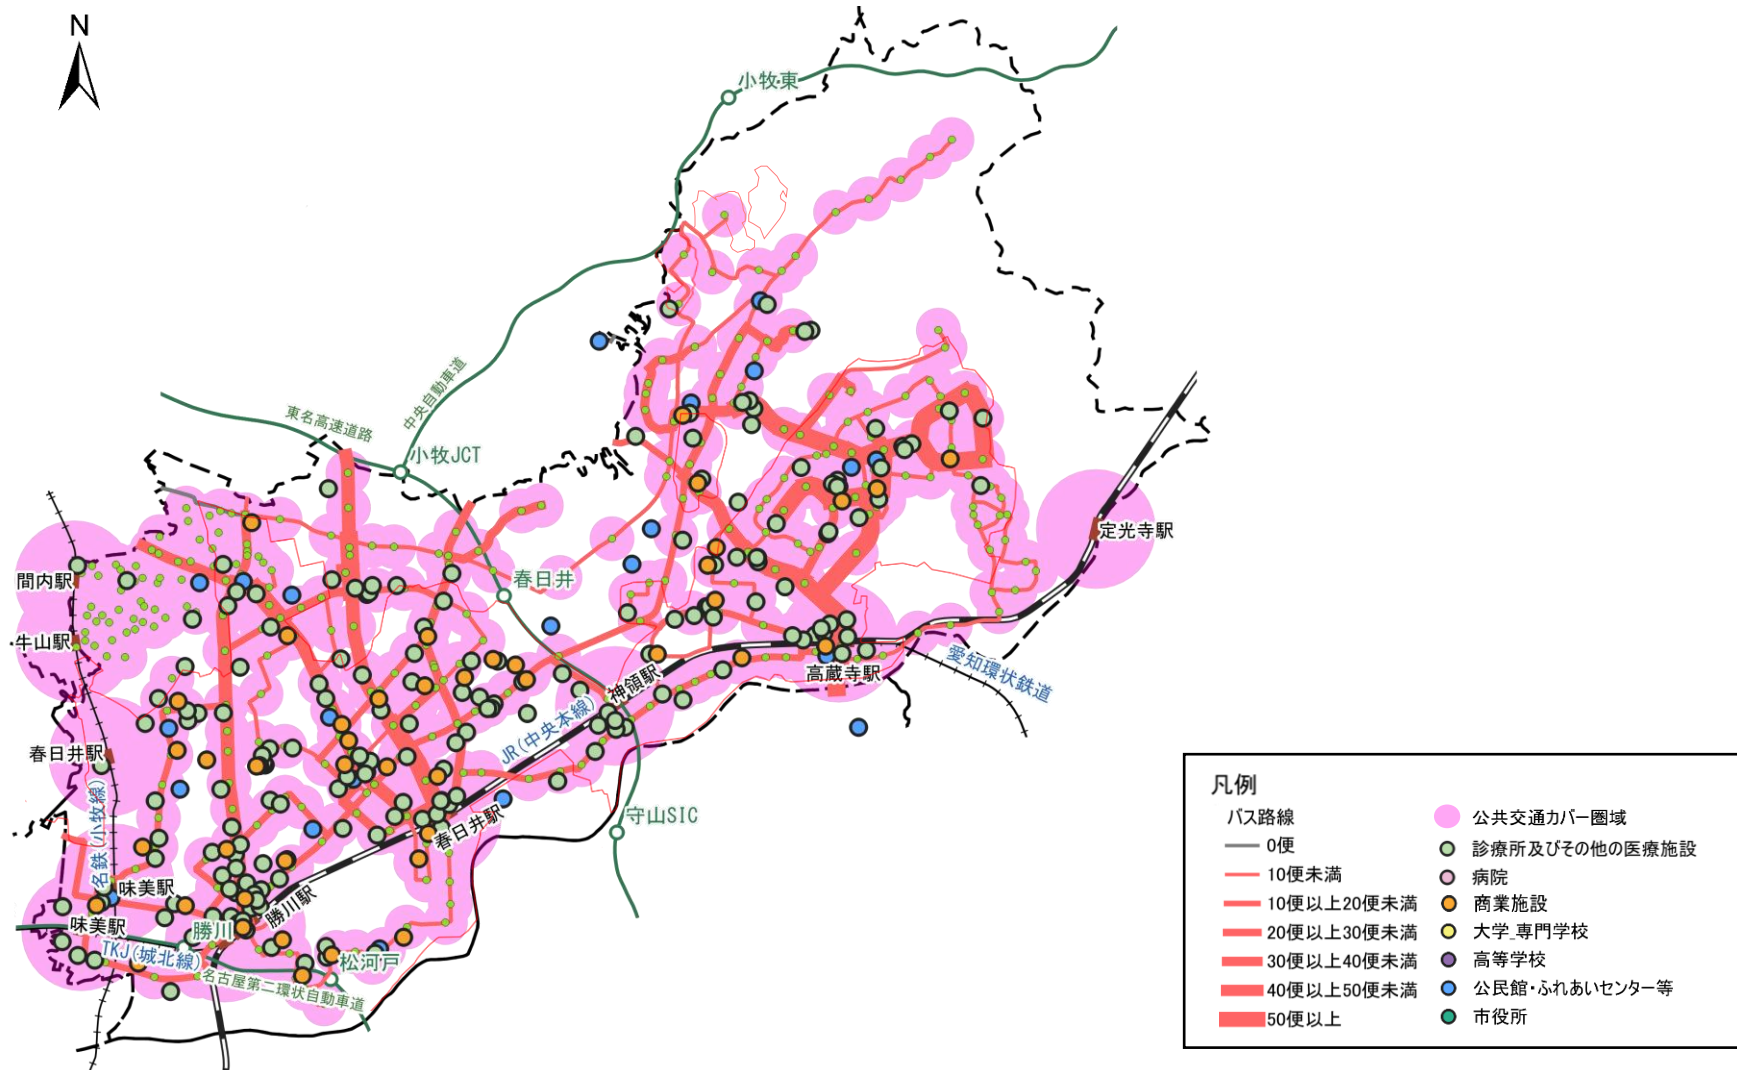 N
小牧東
東名高速道路
中央自動車道
小牧JCT
定光寺駅
間内駅
春日井
牛山駅
愛知環状鉄道
高蔵寺駅
神領駅
JR(中央本線)
春日井駅
名鉄(小牧線)
春日井駅
守山SIC
味美駅
勝川駅
味美駅
勝川
TKJ(城北線)
松河戸
名古屋第二環状自動車道
凡例
バス路線
0便
10便未満
10便以上20便未満
20便以上30便未満
30便以上40便未満
40便以上50便未満
50便以上
公共交通カバー圏域
診療所及びその他の医療施設
病院
商業施設
大学_専門学校
高等学校
公民館・ふれあいセンター等
市役所